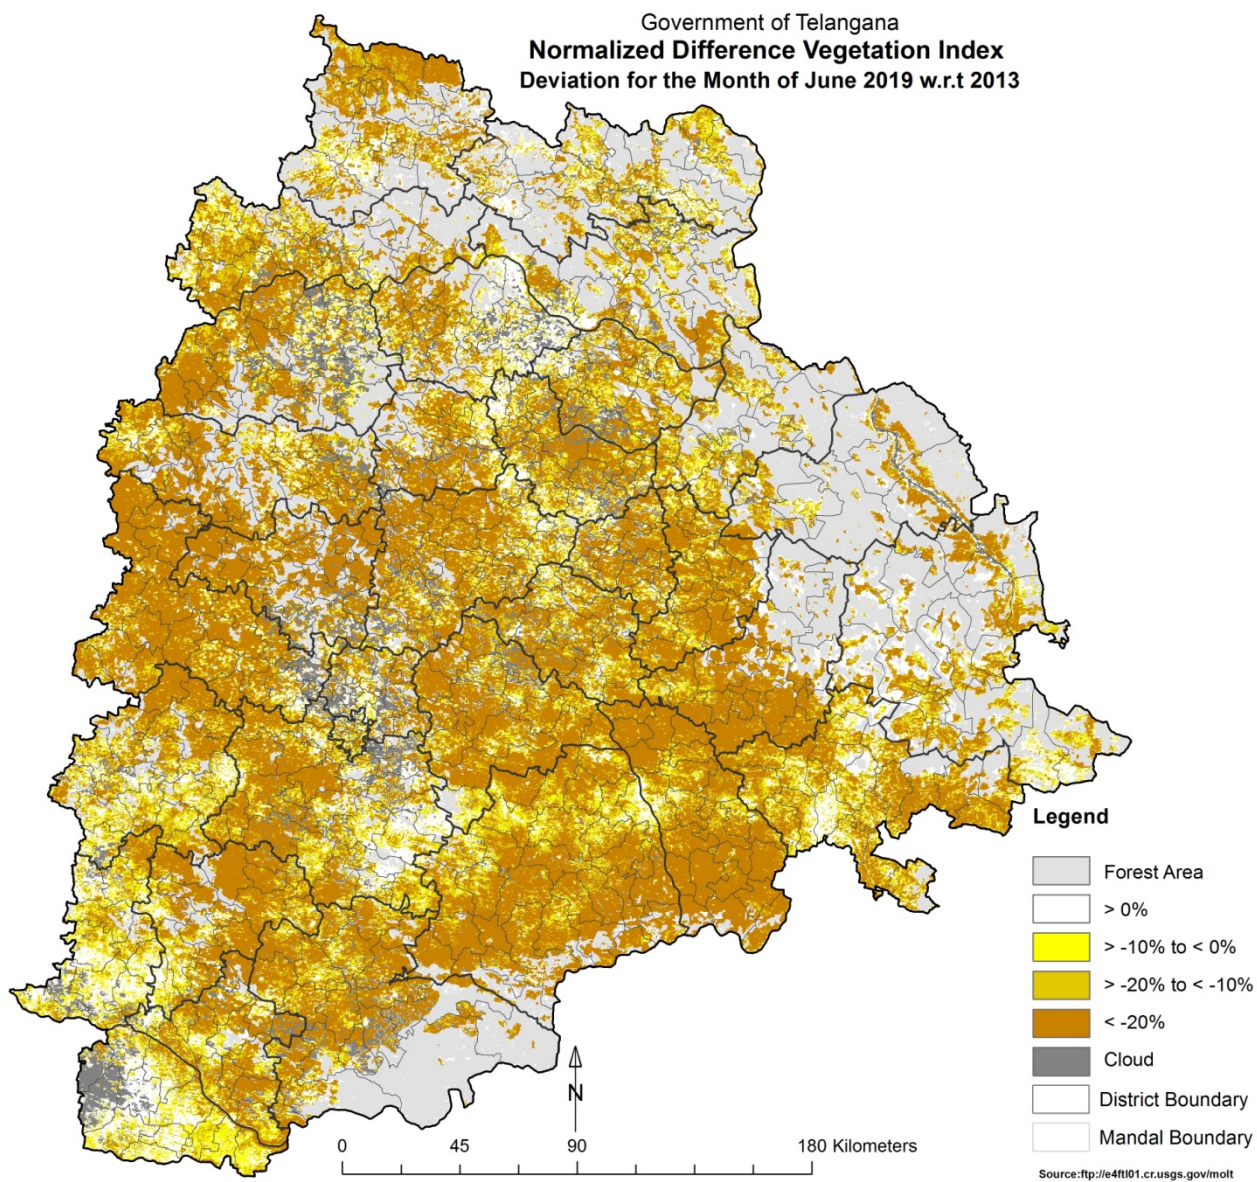 Government of Telangana
Normalized Difference Vegetation Index
Deviation for the Month of June 2019 w.r.t 2013
Legend
Forest Area
> 0%
> -10% to < 0%
> -20% to < -10%
< -20%
Cloud
District Boundary
Mandal Boundary
N
0 45 90 180 Kilometers
Source:ftp://e4ftl01.cr.usgs.gov/molt